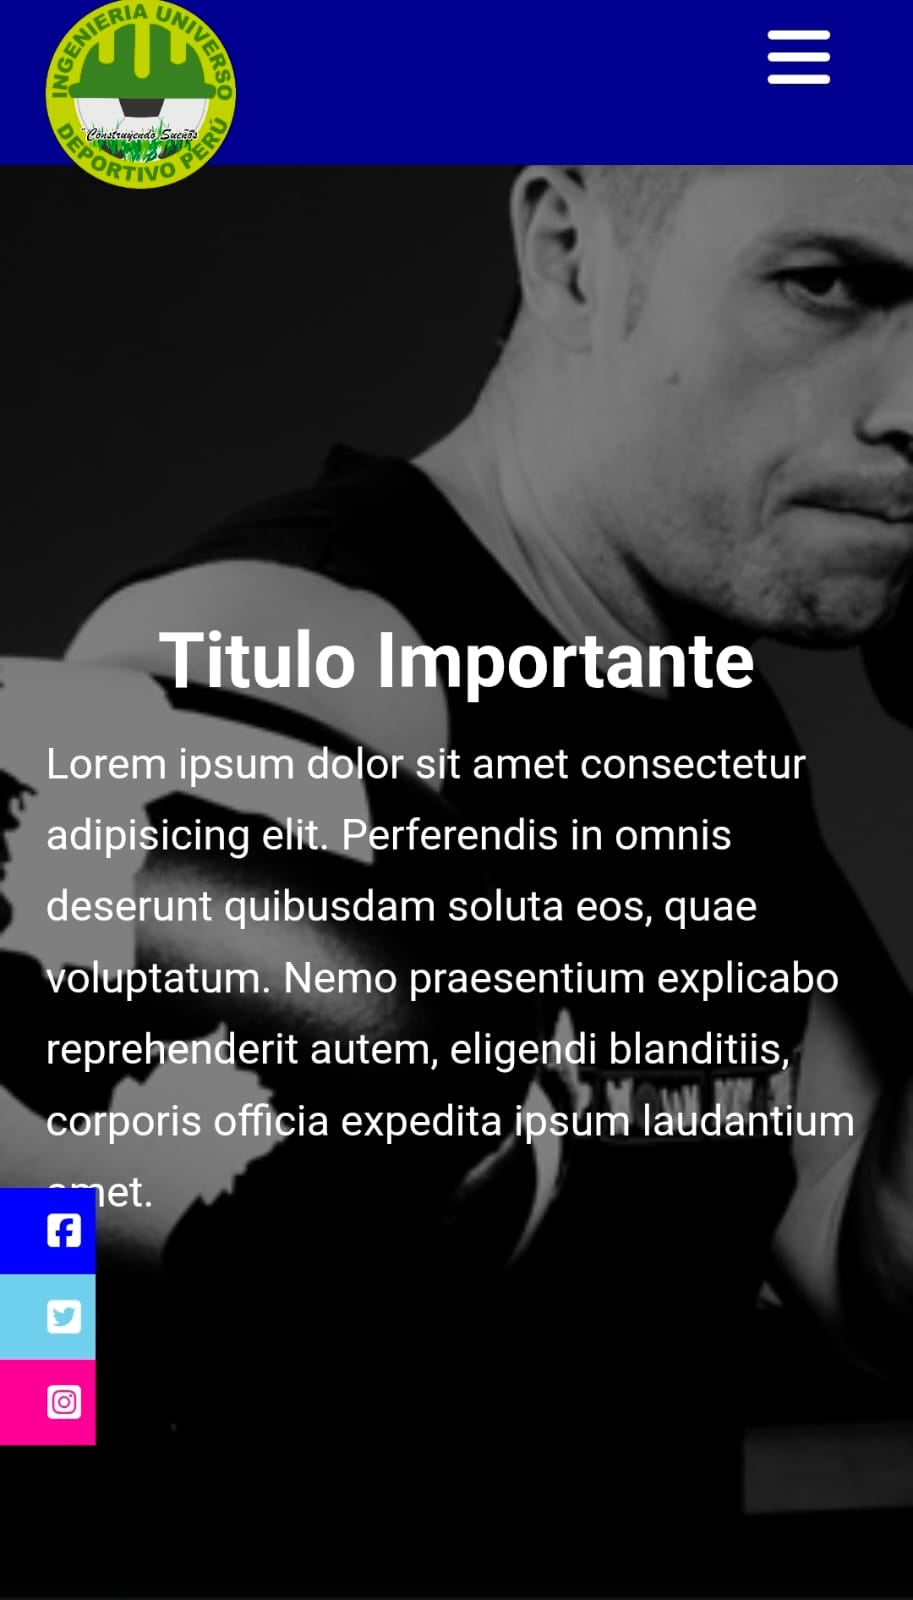 INGENIERIA UNIVERSO
"Construyendo Sueños
DEPORTIVO PERÚ
Titulo Importante
Lorem ipsum dolor sit amet consectetur
adipisicing elit. Perferendis in omnis
deserunt quibusdam soluta eos, quae
voluptatum. Nemo praesentium explicabo
reprehenderit autem, eligendi blanditiis,
corporis officia expedita ipsum laudantium
amet.